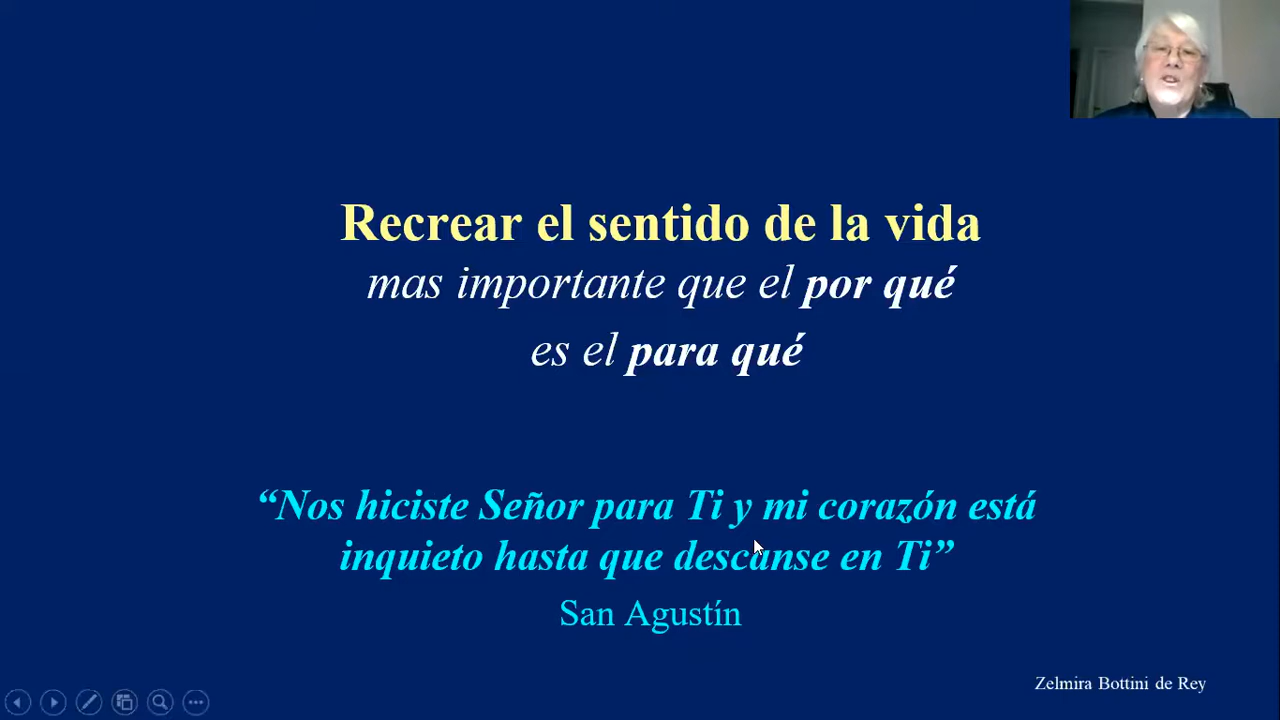 Recrear el sentido de la vida
mas importante que el por qué
es el para qué
“Nos hiciste Señor para Ti y mi corazón está
inquieto hasta que descanse en Ti”
San Agustín
Zelmira Bottini de Rey